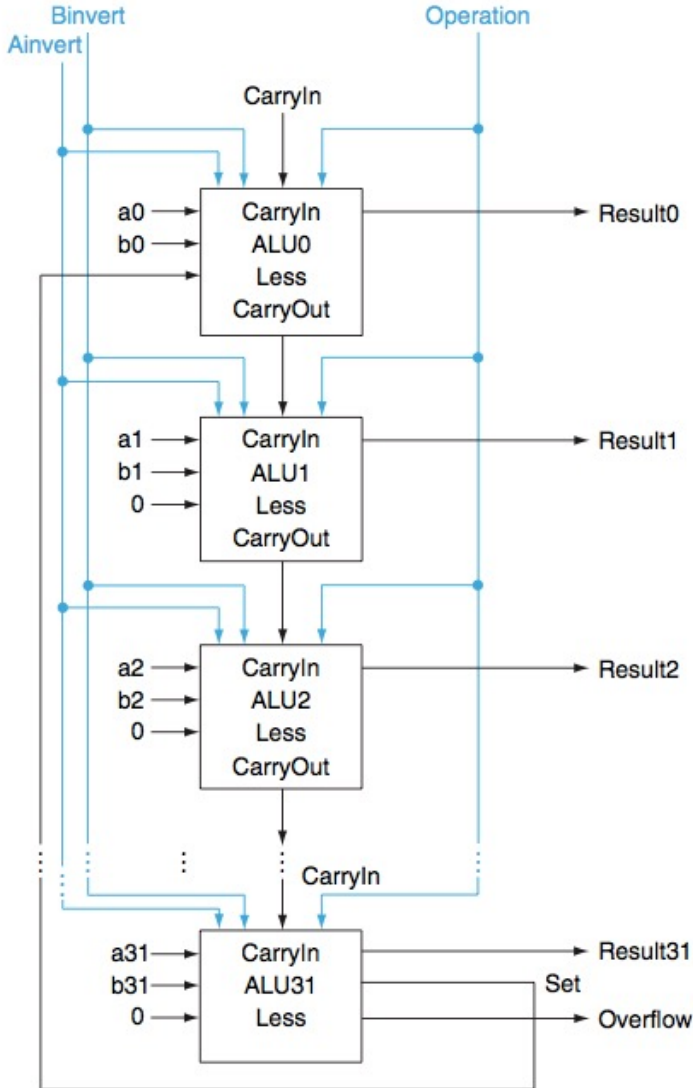 Binvert
Operation
Ainvert
CarryIn
a0
CarryIn
Result0
b0
ALU0
Less
CarryOut
a1
CarryIn
Result1
b1
ALU1
0
Less
CarryOut
a2
CarryIn
Result2
b2
ALU2
0
Less
CarryOut
CarryIn
a31
CarryIn
Result31
b31
ALU31
Set
0
Less
Overflow